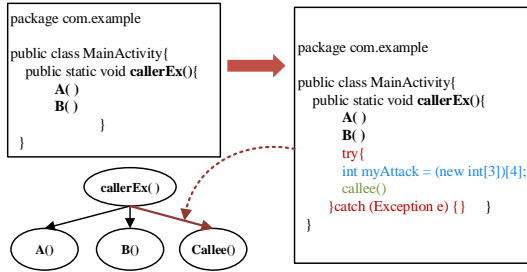 package com.example
public class MainActivity{
public static void callerEx(){
A( )
B( )
}
}
package com.example
public class MainActivity{
public static void callerEx(){
A( )
B( )
try{
int myAttack = (new int[3])[4];
callee()
}catch (Exception e) {} }
}
callerEx( )
A()
B()
Callee()